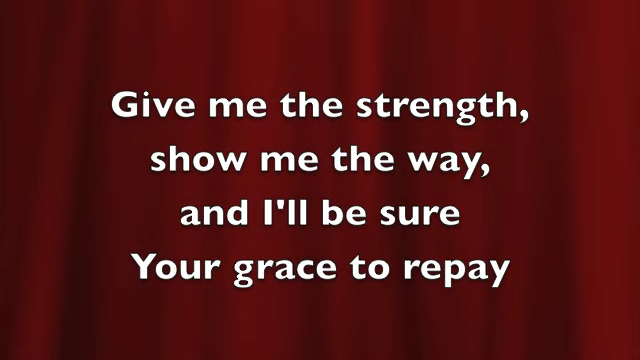 Give me the strength,
show me the way,
and I'll be sure
Your grace to repay